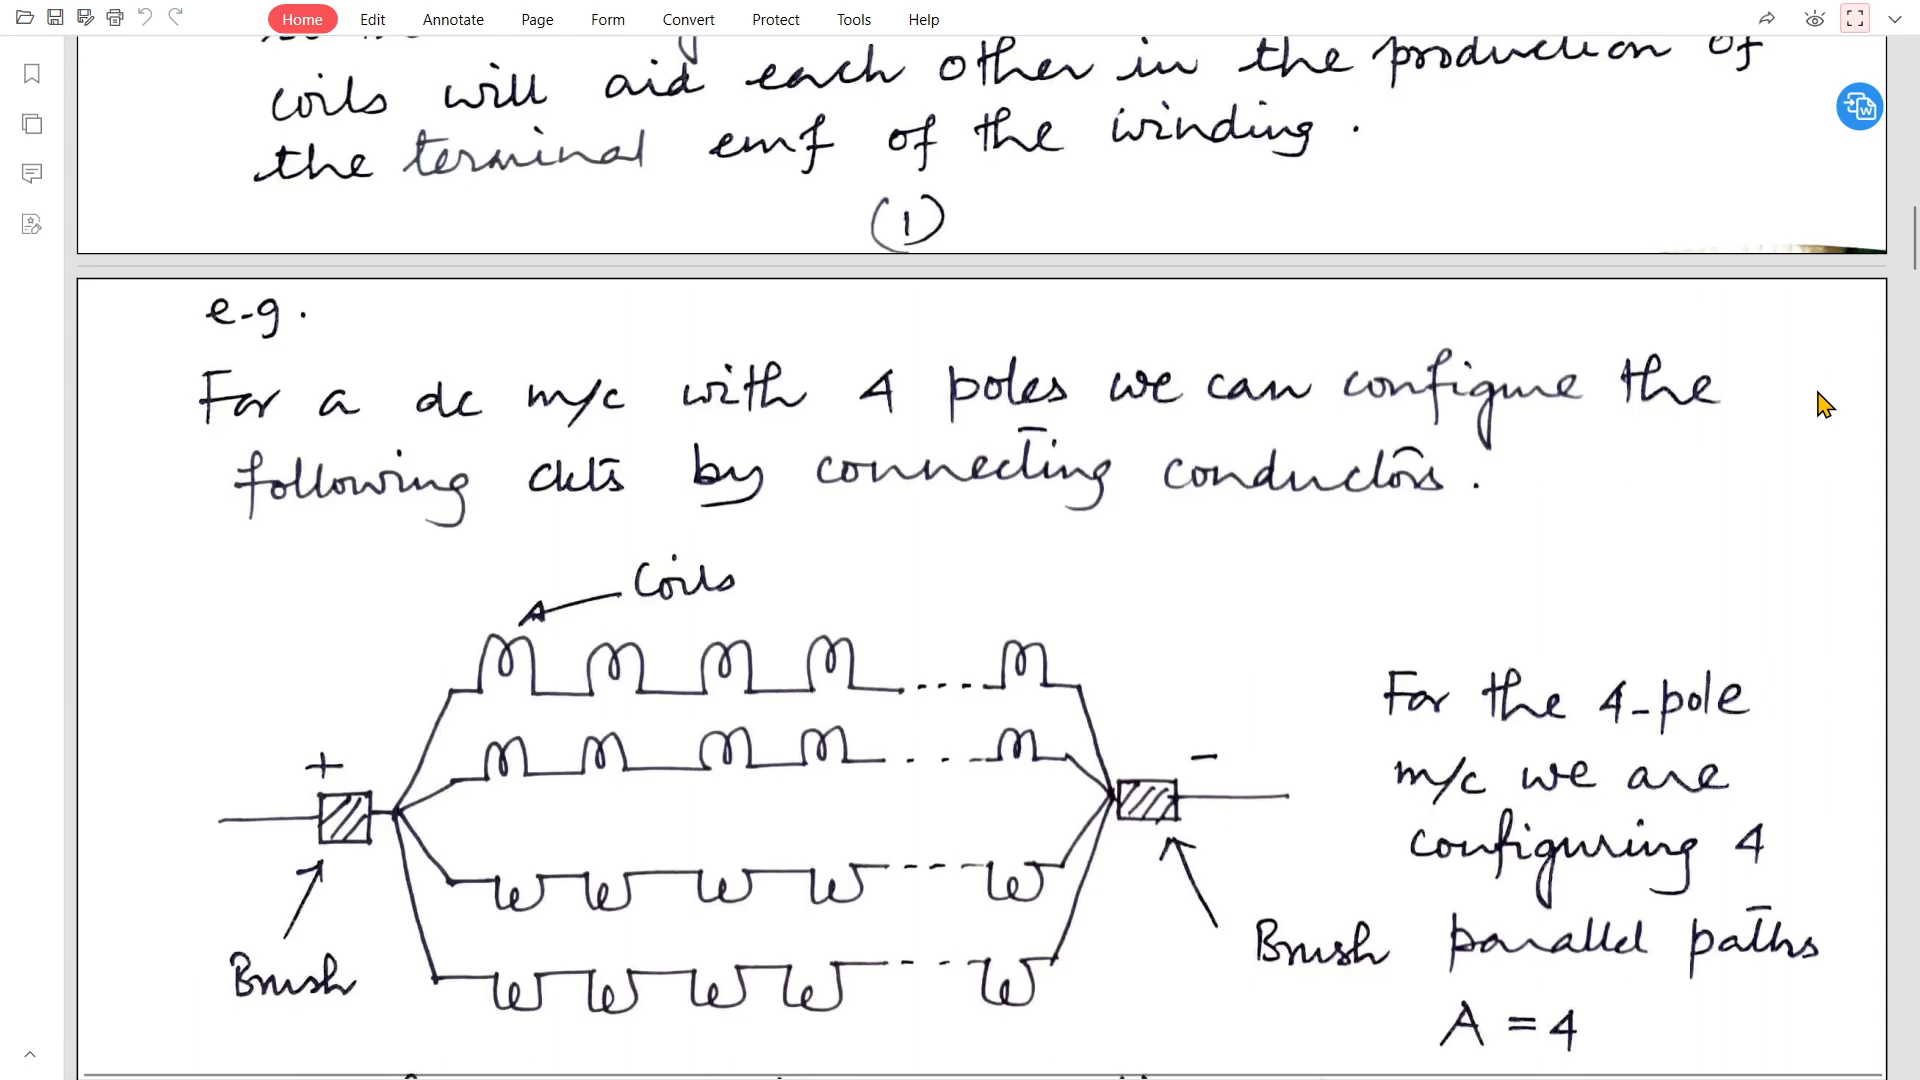 Home Edit Annotate Page Form Convert Protect Tools Help
coils will aid each other in the production of
the terminal emf of the winding.
(1)
e-g.
For a dc m/c with 4 poles we can configure the
following ckts by connecting conductors.
Coils
+
-
Brush
Brush
For the 4-pole
m/c we are
configuring 4
parallel paths
A = 4